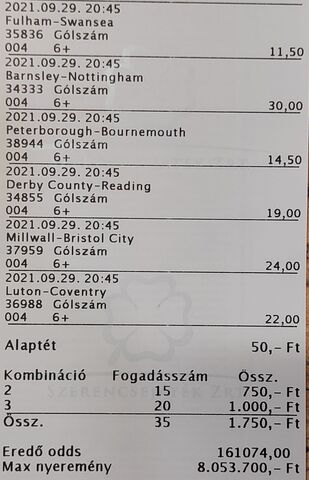 2021.09.29. 20:45
Fulham-Swansea
35836 Gólszám
004 6+ 11,50
2021.09.29. 20:45
Barnsley-Nottingham
34333 Gólszám
004 6+ 30,00
2021.09.29. 20:45
Peterborough-Bournemouth
38944 Gólszám
004 6+ 14,50
2021.09.29. 20:45
Derby County-Reading
34855 Gólszám
004 6+ 19,00
2021.09.29. 20:45
Millwall-Bristol City
37959 Gólszám
004 6+ 24,00
2021.09.29. 20:45
Luton-Coventry
36988 Gólszám
004 6+ 22,00
Alaptét 50,- Ft
Kombináció Fogadásszám Össz.
2 15 750,- Ft
3 20 1.000,- Ft
Össz. 35 1.750,- Ft
Eredő odds 161074,00
Max nyeremény 8.053.700,- Ft